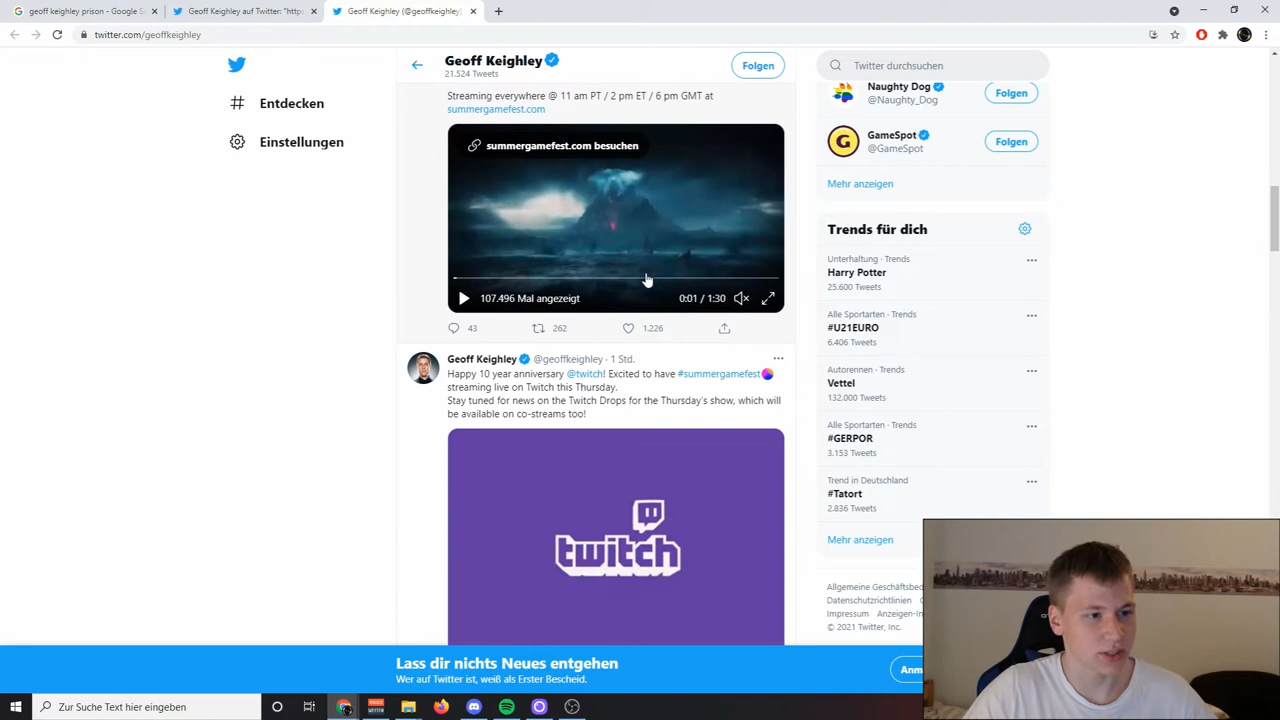 geoff keighley prison - Google S
Geoff Keighley auf Twitter: "http
Geoff Keighley (@geoffkeighley)
twitter.com/geoffkeighley
Entdecken
Einstellungen
Geoff Keighley
21.524 Tweets
Folgen
Streaming everywhere @ 11 am PT / 2 pm ET / 6 pm GMT at
summergamefest.com
summergamefest.com besuchen
107.496 Mal angezeigt
0:01 / 1:30
43
262
1.226
Geoff Keighley @geoffkeighley · 1 Std.
Happy 10 year anniversary @twitch! Excited to have #summergamefest
streaming live on Twitch this Thursday.
Stay tuned for news on the Twitch Drops for the Thursday's show, which will
be available on co-streams too!
twitch
Twitter durchsuchen
Naughty Dog
@Naughty_Dog
Folgen
GameSpot
@GameSpot
Folgen
Mehr anzeigen
Trends für dich
Unterhaltung · Trends
Harry Potter
25.600 Tweets
Alle Sportarten · Trends
#U21EURO
6.406 Tweets
Autorennen · Trends
Vettel
132.000 Tweets
Alle Sportarten · Trends
#GERPOR
3.153 Tweets
Trend in Deutschland
#Tatort
2.836 Tweets
Mehr anzeigen
Allgemeine Geschäftsbed
Datenschutzrichtlinien
Impressum Anzeigen-In
© 2021 Twitter, Inc.
Lass dir nichts Neues entgehen
Wer auf Twitter ist, weiß als Erster Bescheid.
Anm
Zur Suche Text hier eingeben